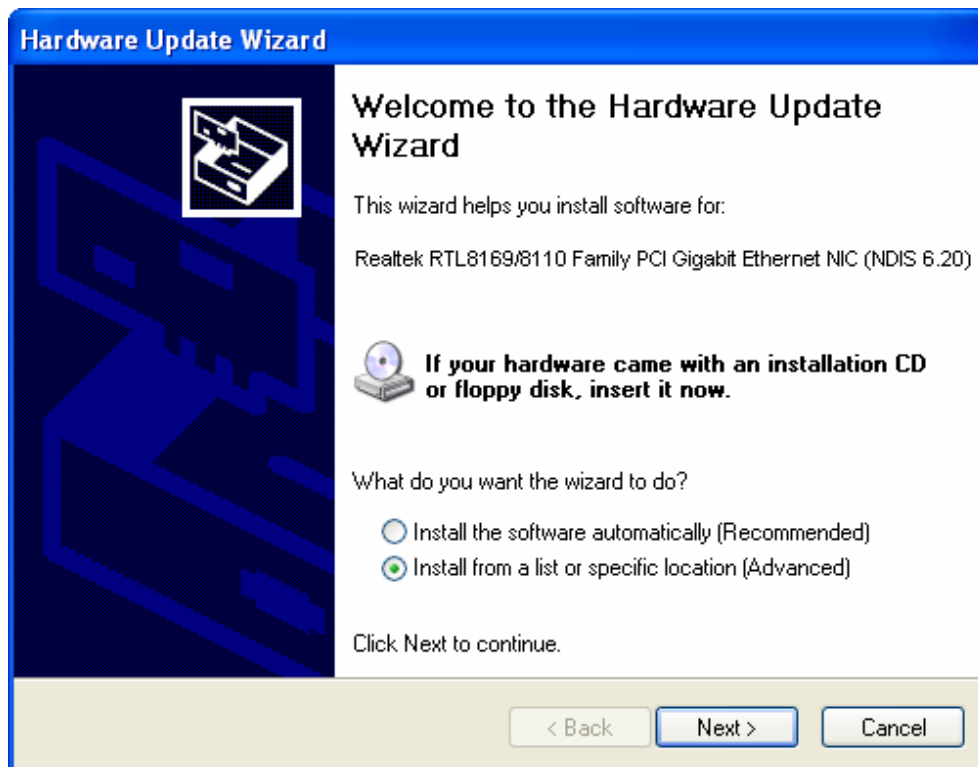 Hardware Update Wizard
Welcome to the Hardware Update
Wizard
This wizard helps you install software for:
Realtek RTL8169/8110 Family PCI Gigabit Ethernet NIC (NDIS 6.20)
If your hardware came with an installation CD
or floppy disk, insert it now.
What do you want the wizard to do?
Install the software automatically (Recommended)
Install from a list or specific location (Advanced)
Click Next to continue.
< Back Next > Cancel